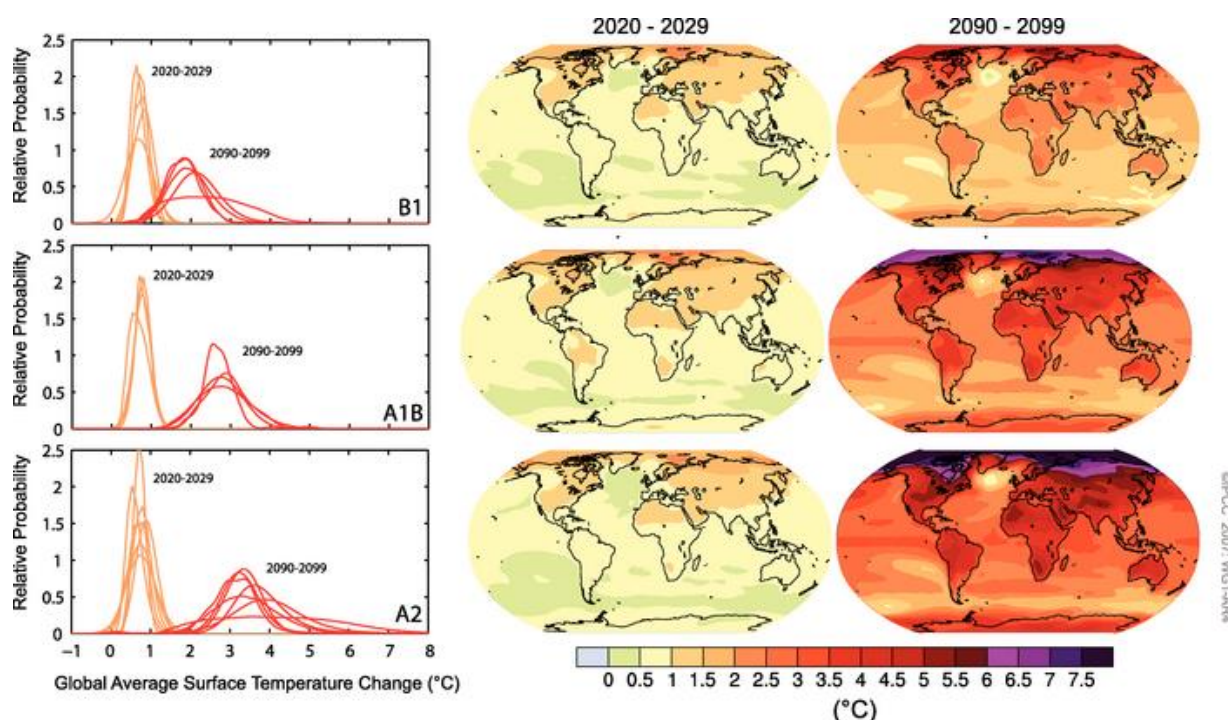 2020 - 2029
2090 - 2099
Relative Probability
2.5
2
1.5
1
0.5
0
2020-2029
2090-2099
B1
Relative Probability
2.5
2
1.5
1
0.5
0
2020-2029
2090-2099
A1B
Relative Probability
2.5
2
1.5
1
0.5
0
2020-2029
2090-2099
A2
−1 0 1 2 3 4 5 6 7 8
Global Average Surface Temperature Change (°C)
0 0.5 1 1.5 2 2.5 3 3.5 4 4.5 5 5.5 6 6.5 7 7.5
(°C)